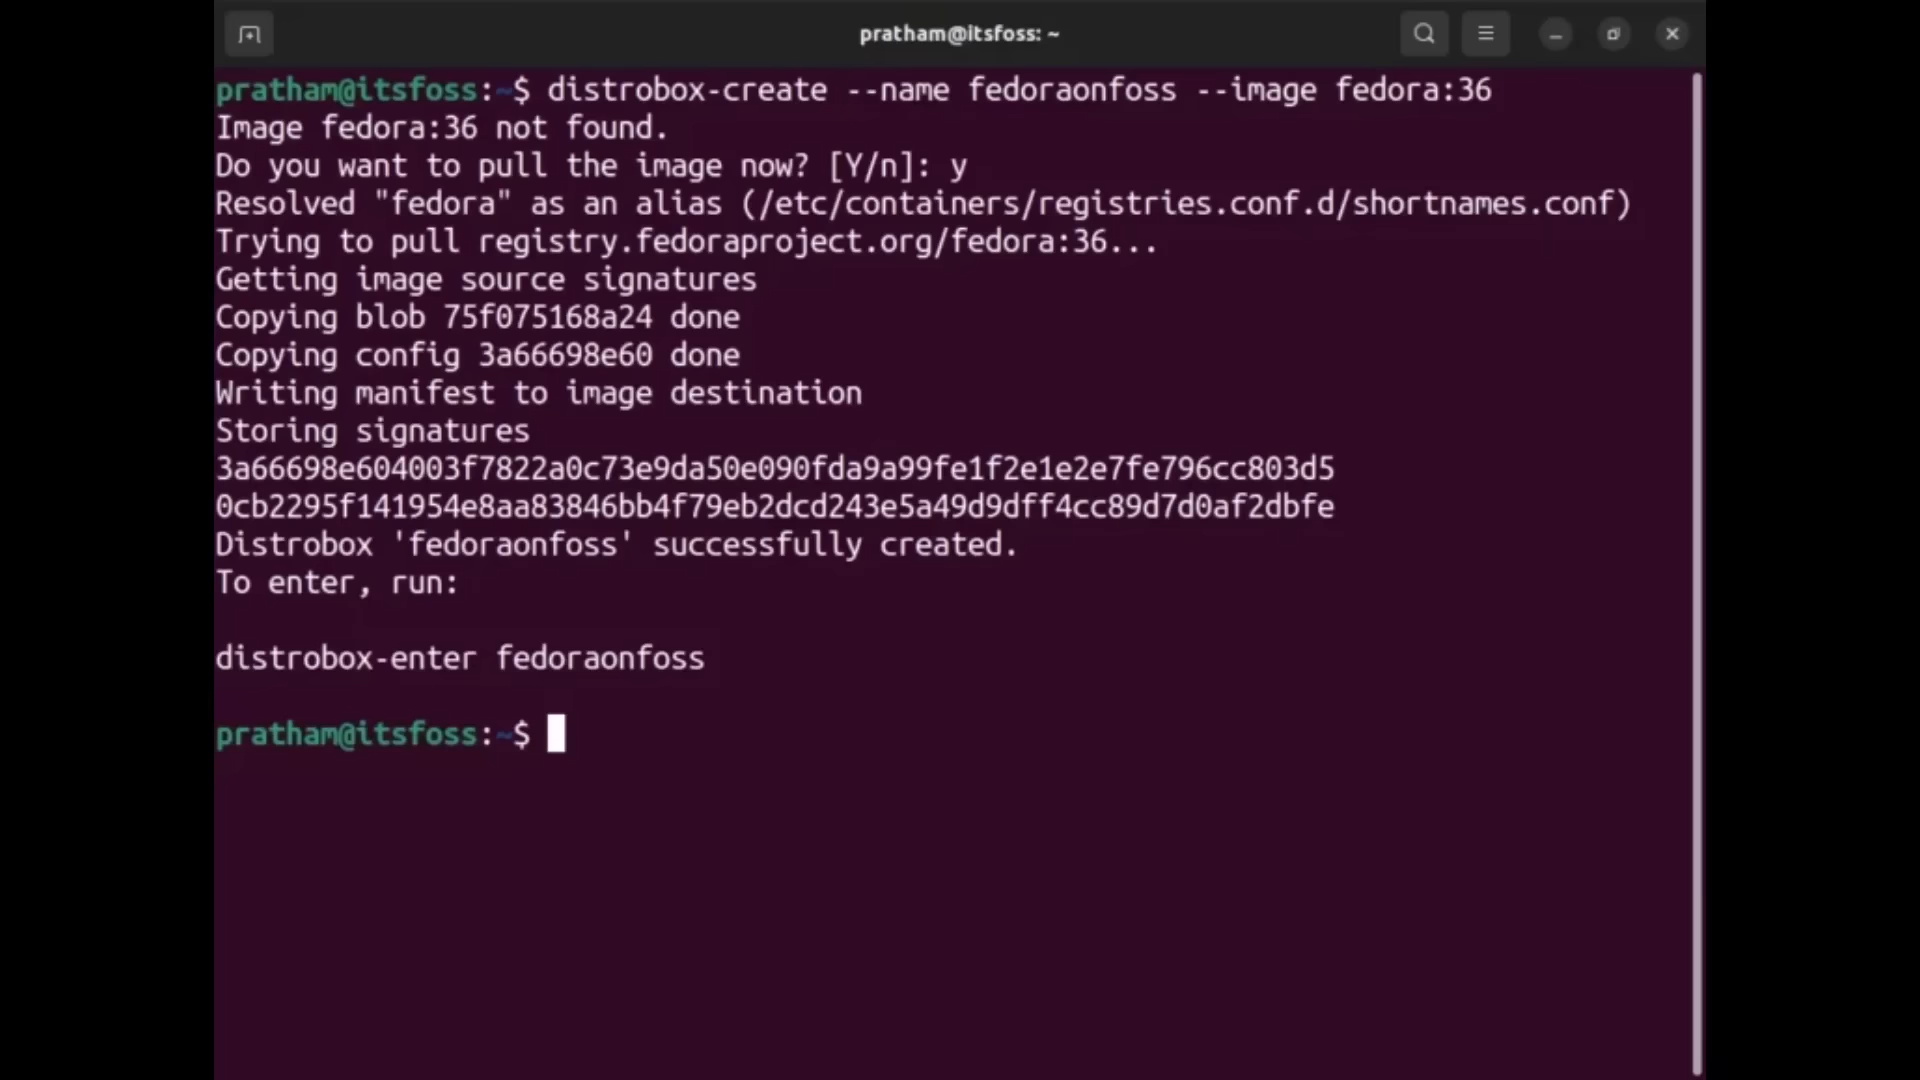 pratham@itsfoss: ~
pratham@itsfoss:~$ distrobox-create --name fedoraonfoss --image fedora:36
Image fedora:36 not found.
Do you want to pull the image now? [Y/n]: y
Resolved "fedora" as an alias (/etc/containers/registries.conf.d/shortnames.conf)
Trying to pull registry.fedoraproject.org/fedora:36...
Getting image source signatures
Copying blob 75f075168a24 done
Copying config 3a66698e60 done
Writing manifest to image destination
Storing signatures
3a66698e604003f7822a0c73e9da50e090fda9a99fe1f2e1e2e7fe796cc803d5
0cb2295f141954e8aa83846bb4f79eb2dcd243e5a49d9dff4cc89d7d0af2dbfe
Distrobox 'fedoraonfoss' successfully created.
To enter, run:
distrobox-enter fedoraonfoss
pratham@itsfoss:~$